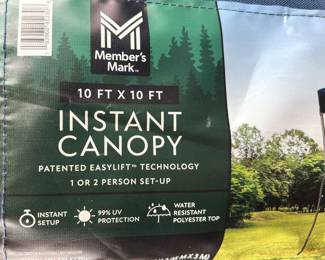 Member's
Mark™
10 FT X 10 FT
INSTANT
CANOPY
PATENTED EASYLIFT™ TECHNOLOGY
1 OR 2 PERSON SET-UP
INSTANT
SETUP
99% UV
PROTECTION
WATER
RESISTANT
POLYESTER TOP